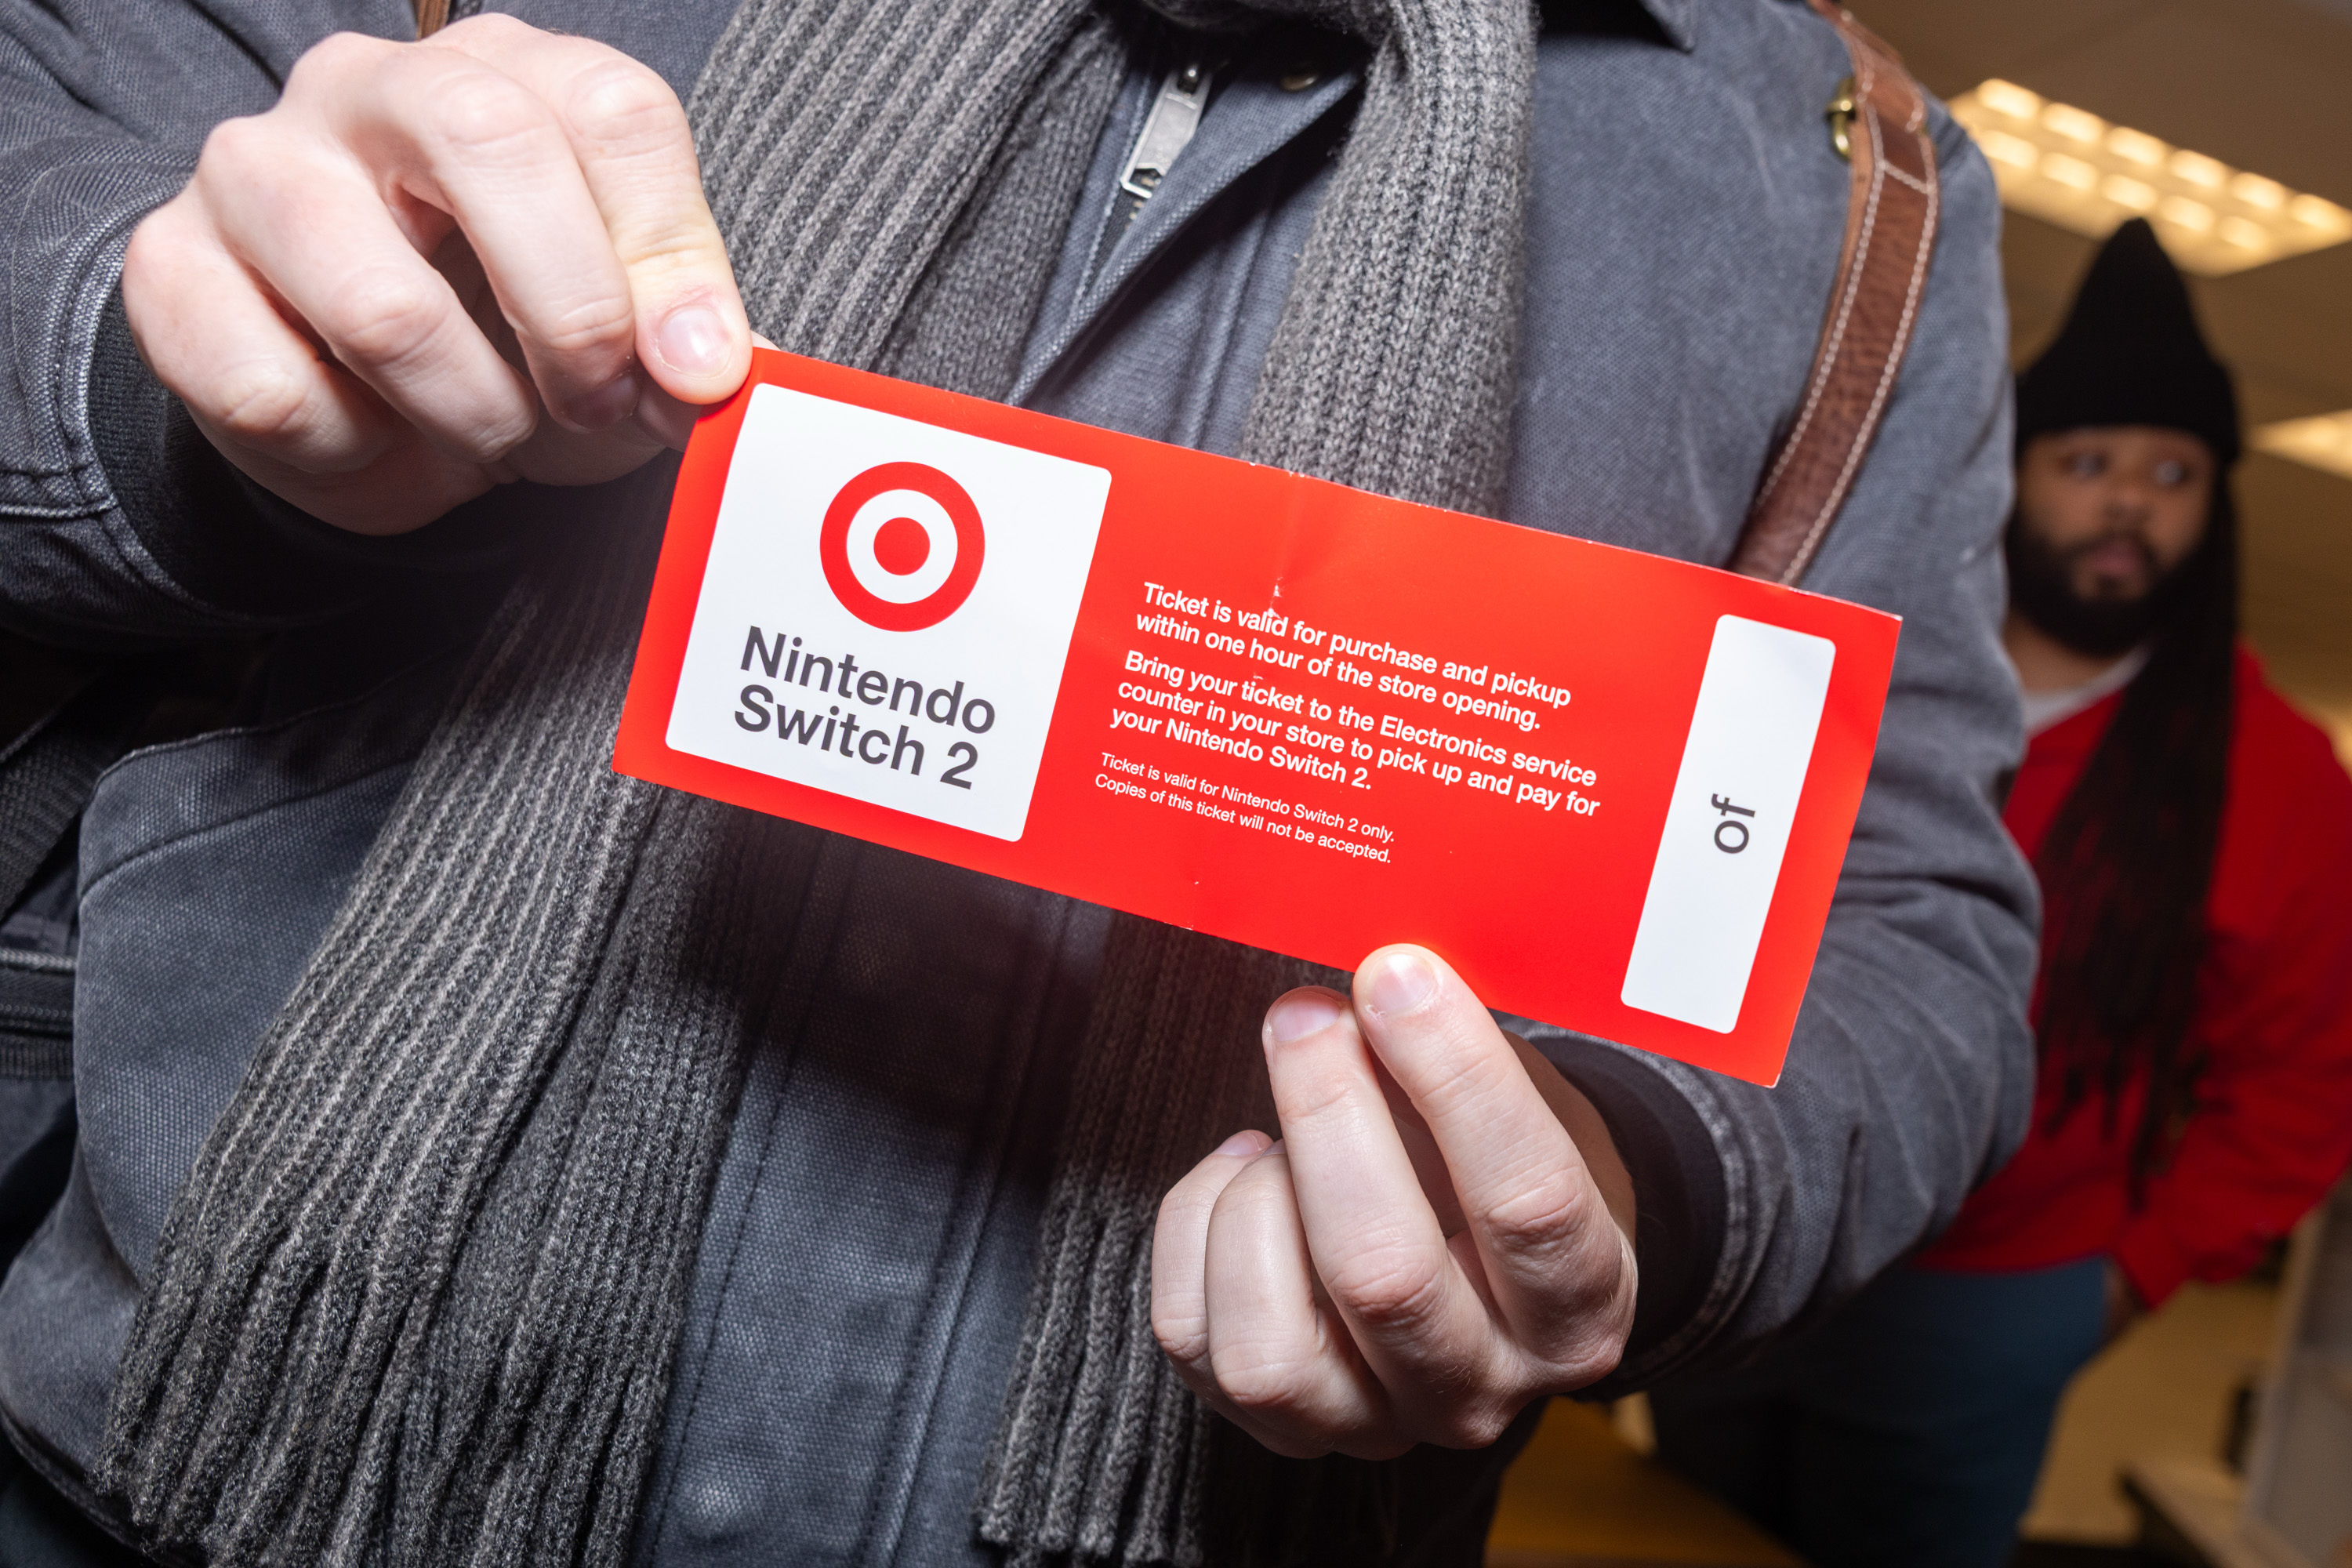 Nintendo
Switch 2
Ticket is valid for purchase and pickup
within one hour of the store opening.
Bring your ticket to the Electronics service
counter in your store to pick up and pay for
your Nintendo Switch 2.
Ticket is valid for Nintendo Switch 2 only.
Copies of this ticket will not be accepted.
of